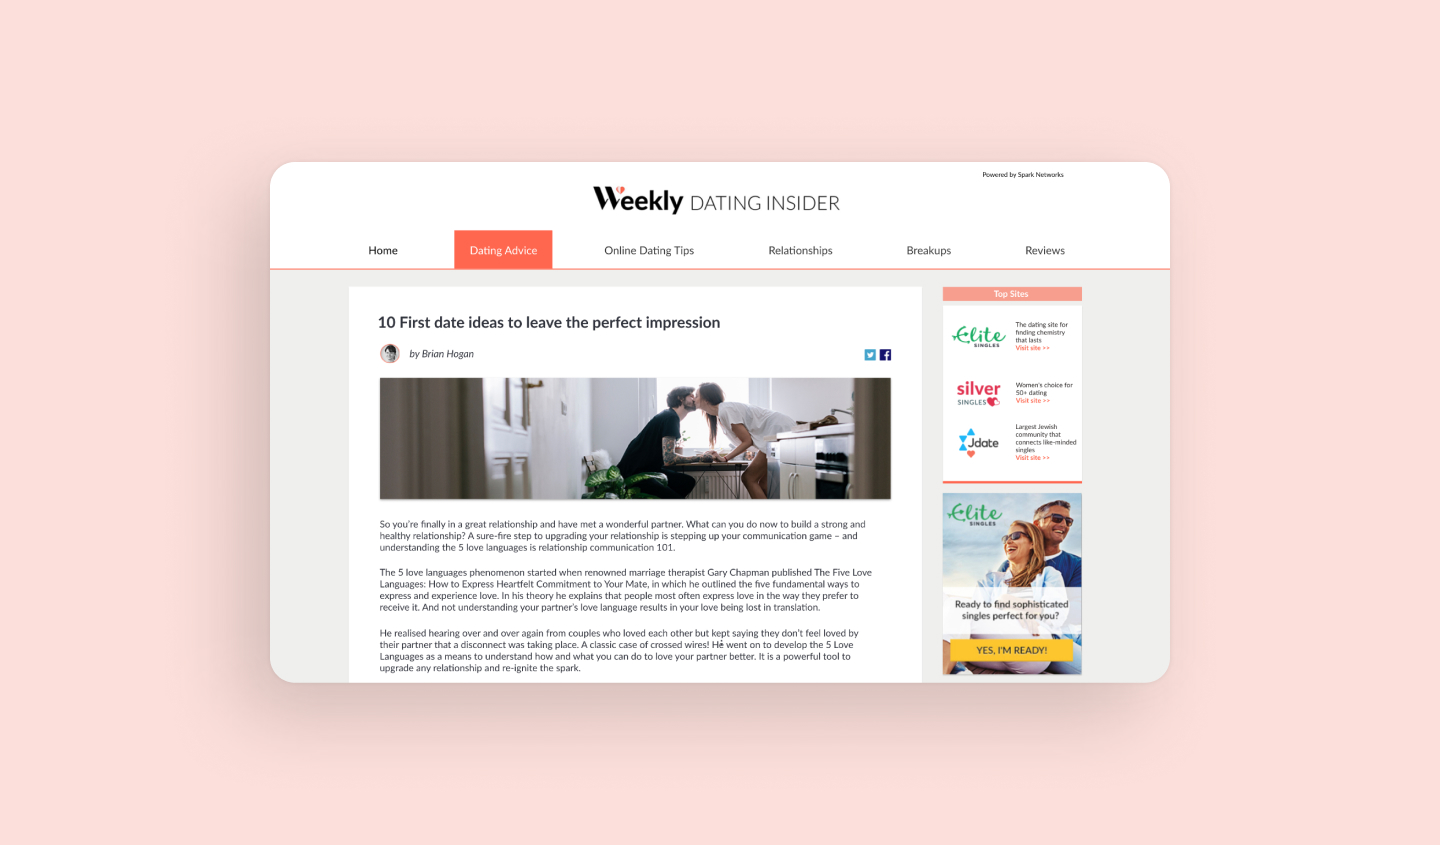 Powered by Spark Networks
Weekly DATING INSIDER
Home
Dating Advice
Online Dating Tips
Relationships
Breakups
Reviews
10 First date ideas to leave the perfect impression
by Brian Hogan
So you're finally in a great relationship and have met a wonderful partner. What can you do now to build a strong and
healthy relationship? A sure-fire step to upgrading your relationship is stepping up your communication game – and
understanding the 5 love languages is relationship communication 101.
The 5 love languages phenomenon started when renowned marriage therapist Gary Chapman published The Five Love
Languages: How to Express Heartfelt Commitment to Your Mate, in which he outlined the five fundamental ways to
express and experience love. In his theory he explains that people most often express love in the way they prefer to
receive it. And not understanding your partner's love language results in your love being lost in translation.
He realised hearing over and over again from couples who loved each other but kept saying they don't feel loved by
their partner that a disconnect was taking place. A classic case of crossed wires! He went on to develop the 5 Love
Languages as a means to understand how and what you can do to love your partner better. It is a powerful tool to
upgrade any relationship and re-ignite the spark.
Top Sites
Elite
SINGLES
The dating site for
finding chemistry
that lasts
Visit site >>
silver
SINGLES
Women's choice for
50+ dating
Visit site >>
Jdate
Largest Jewish
community that
connects like-minded
singles
Visit site >>
Elite
SINGLES
Ready to find sophisticated
singles perfect for you?
YES, I'M READY!